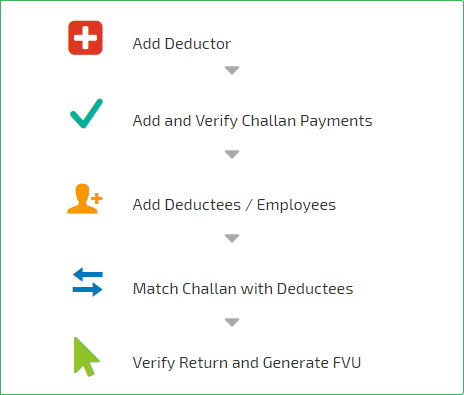 Add Deductor
Add and Verify Challan Payments
Add Deductees / Employees
Match Challan with Deductees
Verify Return and Generate FVU